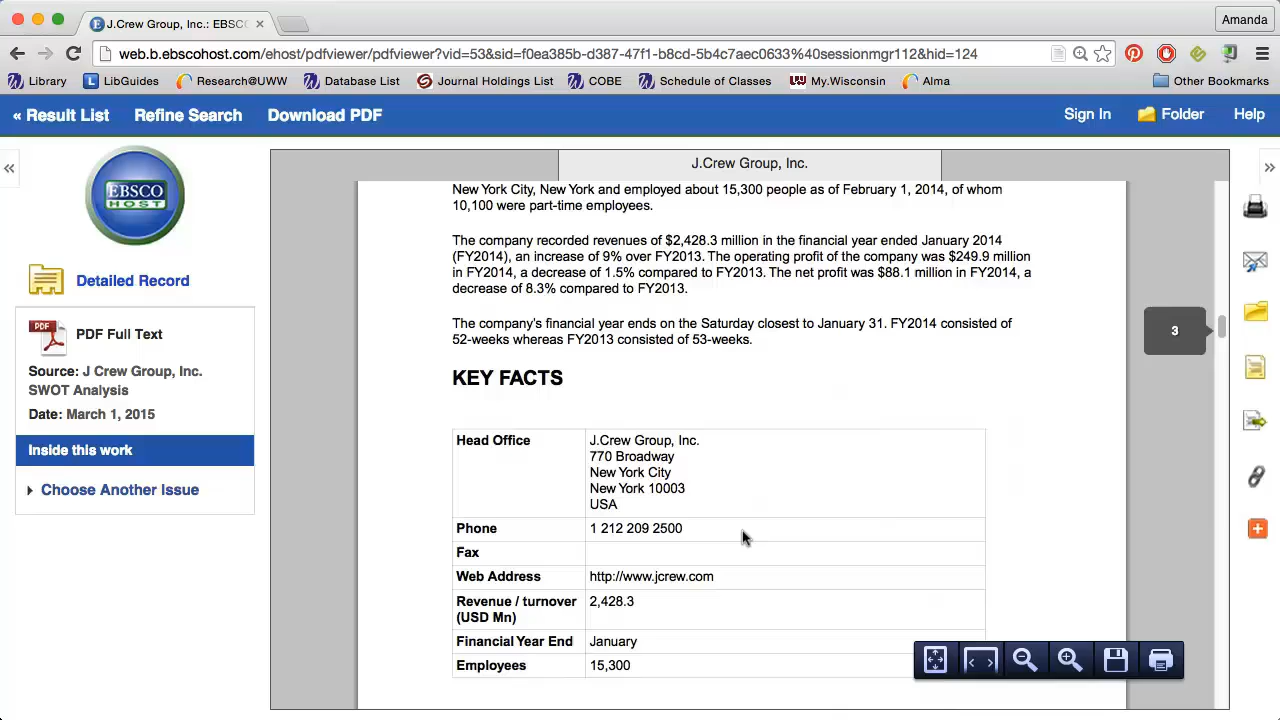 J.Crew Group, Inc.: EBSC
Amanda
web.b.ebscohost.com/ehost/pdfviewer/pdfviewer?vid=53&sid=f0ea385b-d387-47f1-b8cd-5b4c7aec0633%40sessionmgr112&hid=124
Library LibGuides Research@UWW Database List Journal Holdings List COBE Schedule of Classes My.Wisconsin Alma Other Bookmarks
« Result List Refine Search Download PDF Sign In Folder Help
« EBSCO HOST J.Crew Group, Inc. »
New York City, New York and employed about 15,300 people as of February 1, 2014, of whom
10,100 were part-time employees.
The company recorded revenues of $2,428.3 million in the financial year ended January 2014
(FY2014), an increase of 9% over FY2013. The operating profit of the company was $249.9 million
in FY2014, a decrease of 1.5% compared to FY2013. The net profit was $88.1 million in FY2014, a
decrease of 8.3% compared to FY2013.
The company's financial year ends on the Saturday closest to January 31. FY2014 consisted of
52-weeks whereas FY2013 consisted of 53-weeks.
3
KEY FACTS
Head Office J.Crew Group, Inc.
770 Broadway
New York City
New York 10003
USA
Phone 1 212 209 2500
Fax
Web Address http://www.jcrew.com
Revenue / turnover 2,428.3
(USD Mn)
Financial Year End January
Employees 15,300
Detailed Record
PDF PDF Full Text
Source: J Crew Group, Inc.
SWOT Analysis
Date: March 1, 2015
Inside this work
Choose Another Issue